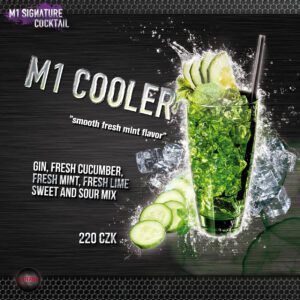 M1 SIGNATURE
COCKTAIL
M1 COOLER
"smooth fresh mint flavor"
GIN, FRESH CUCUMBER,
FRESH MINT, FRESH LIME
SWEET AND SOUR MIX
220 CZK